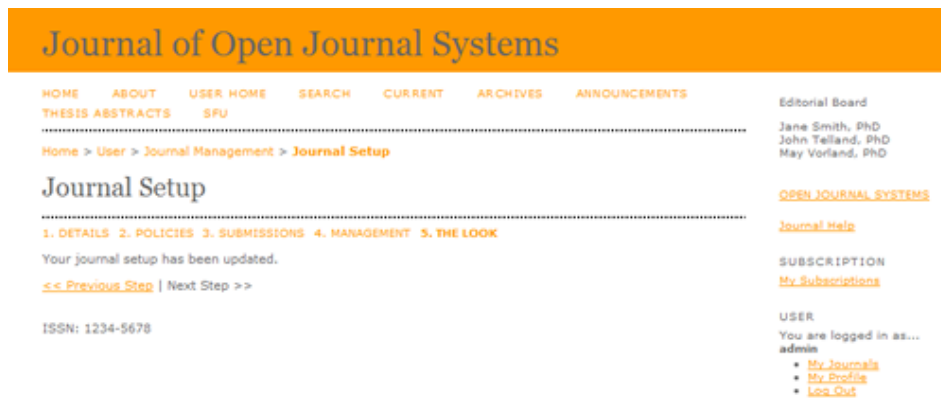 Journal of Open Journal Systems
HOME ABOUT USER HOME SEARCH CURRENT ARCHIVES ANNOUNCEMENTS
THESIS ABSTRACTS SFU
Home > User > Journal Management > Journal Setup
Journal Setup
1. DETAILS 2. POLICIES 3. SUBMISSIONS 4. MANAGEMENT 5. THE LOOK
Your journal setup has been updated.
<< Previous Step | Next Step >>
ISSN: 1234-5678
Editorial Board
Jane Smith, PhD
John Telland, PhD
May Vorland, PhD
OPEN JOURNAL SYSTEMS
Journal Help
SUBSCRIPTION
My Subscriptions
USER
You are logged in as...
admin
• My Journals
• My Profile
• Log Out